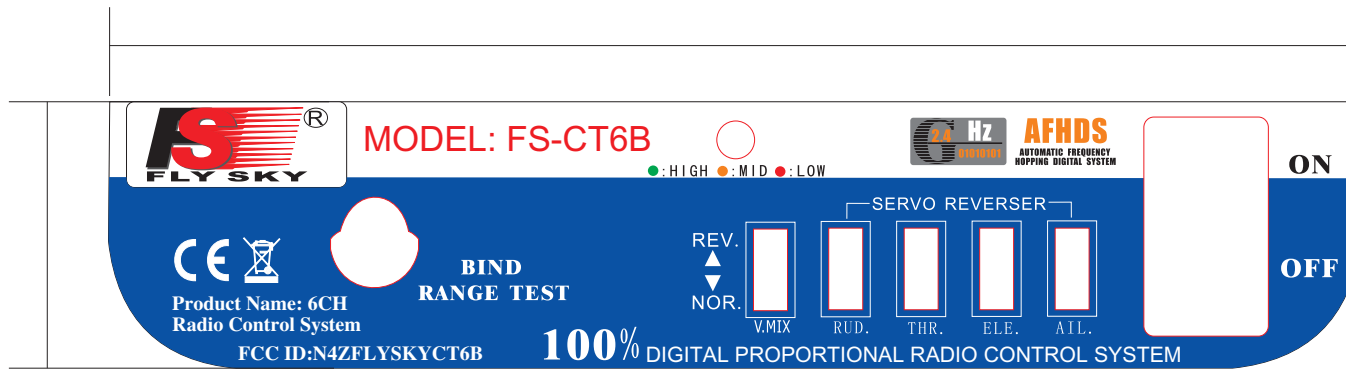 FS ®
FLY SKY
MODEL: FS-CT6B
:HIGH :MID :LOW
G 2.4 Hz
01010101
AFHDS
AUTOMATIC FREQUENCY
HOPPING DIGITAL SYSTEM
ON
OFF
SERVO REVERSER
REV.
NOR.
V.MIX RUD. THR. ELE. AIL.
CE
BIND
RANGE TEST
Product Name: 6CH
Radio Control System
FCC ID:N4ZFLYSKYCT6B
100% DIGITAL PROPORTIONAL RADIO CONTROL SYSTEM